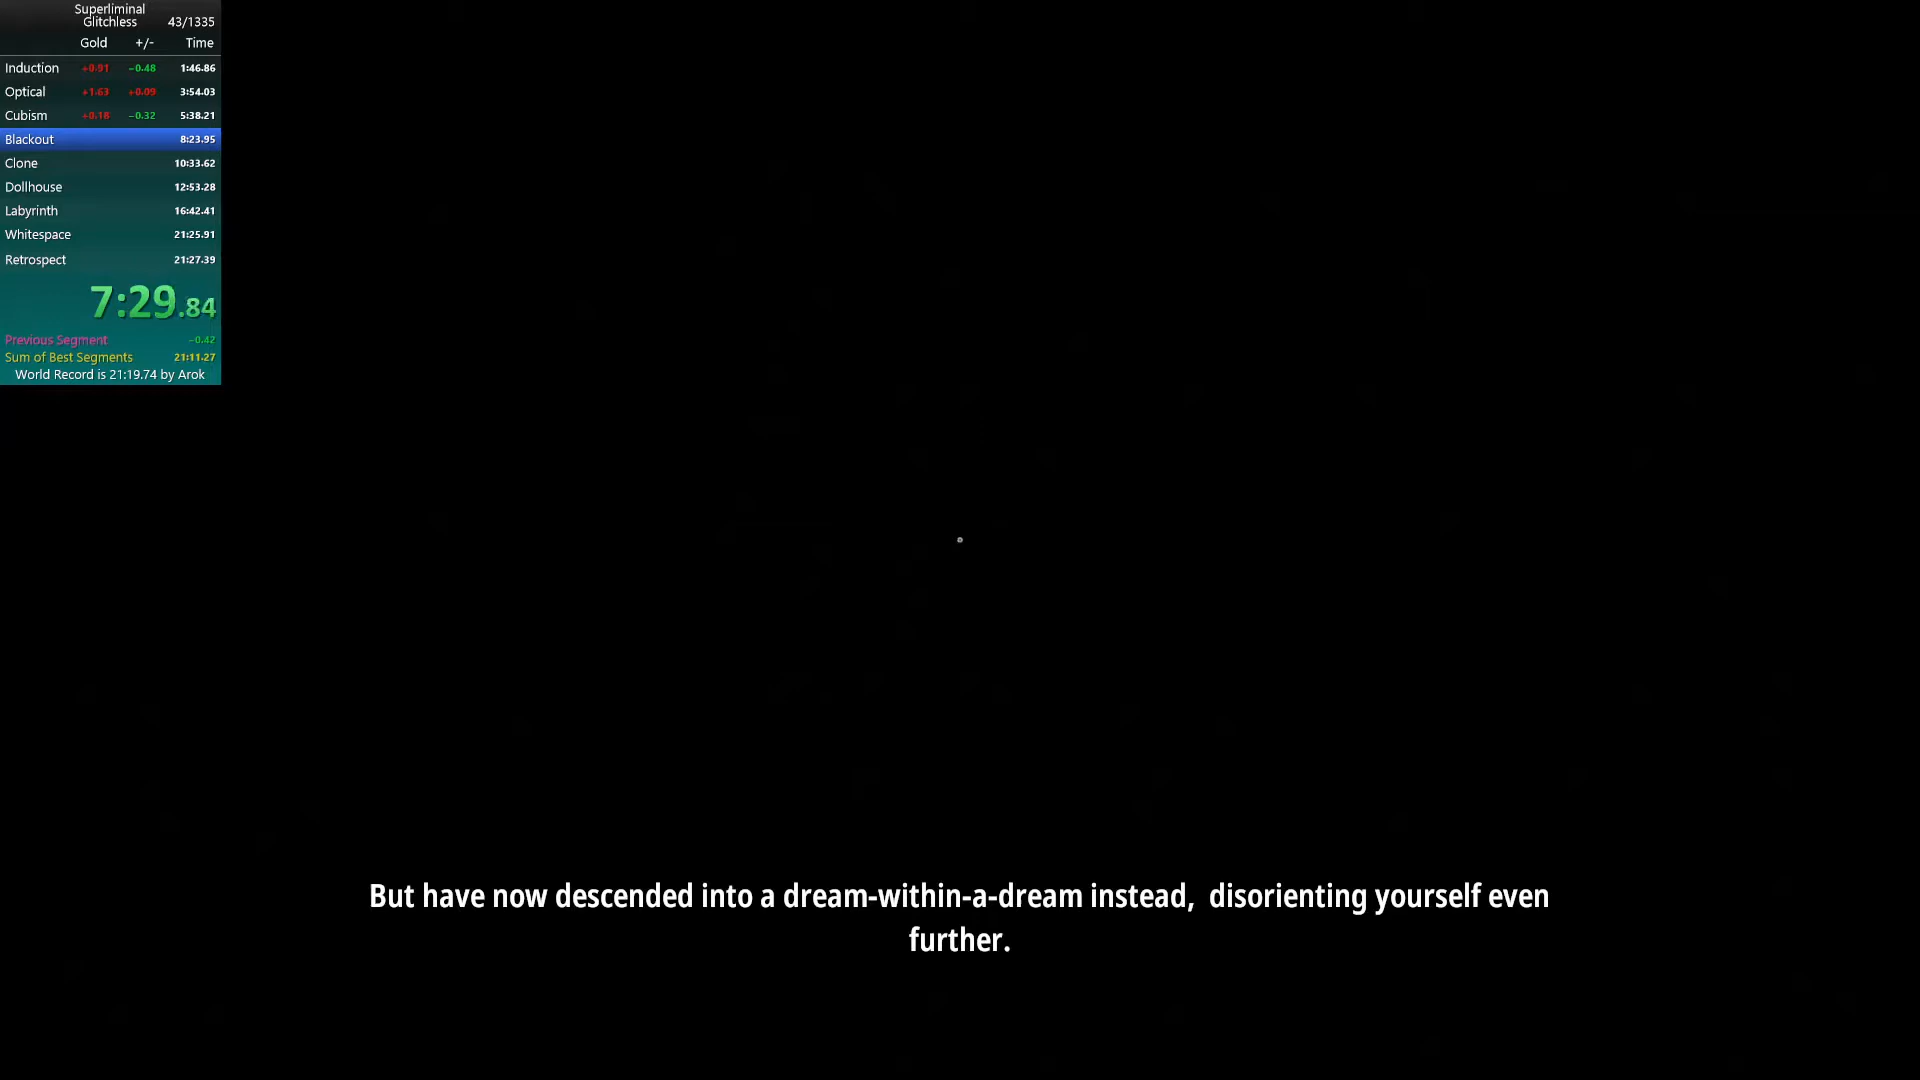 Superliminal
Glitchless 43/1335
Gold +/- Time
Induction +0.91 −0.48 1:46.86
Optical +1.63 +0.09 3:54.03
Cubism +0.18 −0.32 5:38.21
Blackout 8:23.95
Clone 10:33.62
Dollhouse 12:53.28
Labyrinth 16:42.41
Whitespace 21:25.91
Retrospect 21:27.39
7:29.84
Previous Segment −0.42
Sum of Best Segments 21:11.27
World Record is 21:19.74 by Arok
But have now descended into a dream-within-a-dream instead, disorienting yourself even
further.